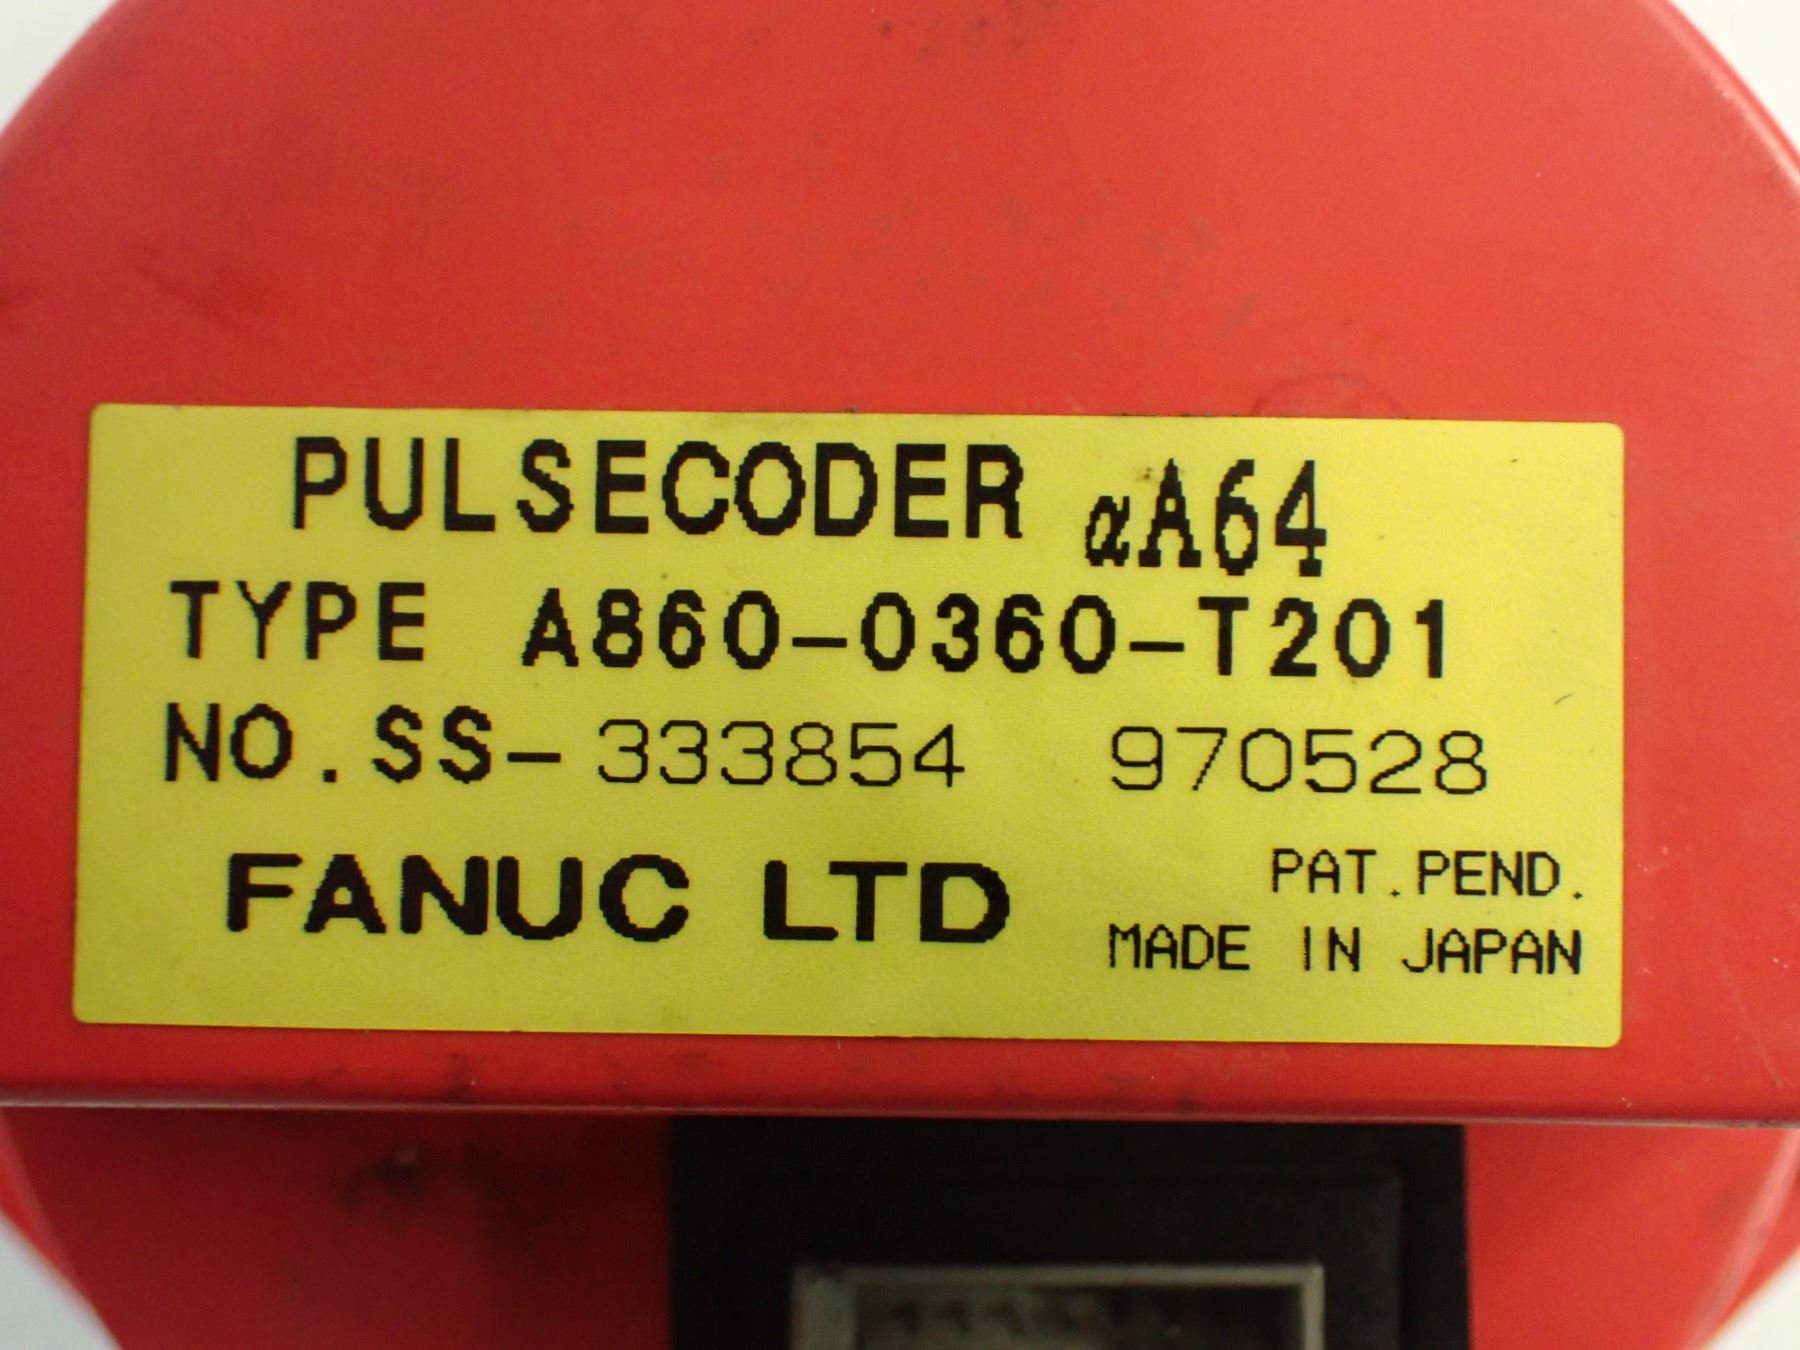 PULSECODER αA64
TYPE A860-0360-T201
NO.SS-333854 970528
FANUC LTD
PAT.PEND.
MADE IN JAPAN